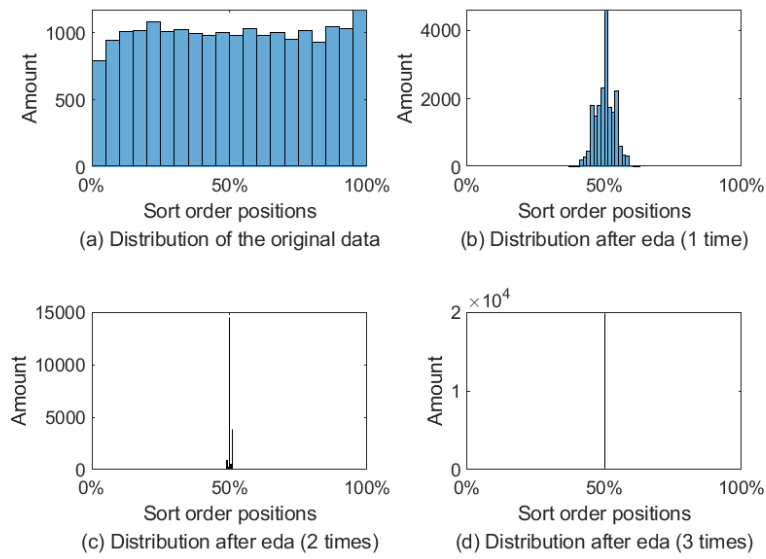 1000
500
0
Amount
0%
50%
100%
Sort order positions
(a) Distribution of the original data
4000
2000
0
Amount
0%
50%
100%
Sort order positions
(b) Distribution after eda (1 time)
15000
10000
5000
0
Amount
0%
50%
100%
Sort order positions
(c) Distribution after eda (2 times)
×10^4
2
1
0
Amount
0%
50%
100%
Sort order positions
(d) Distribution after eda (3 times)